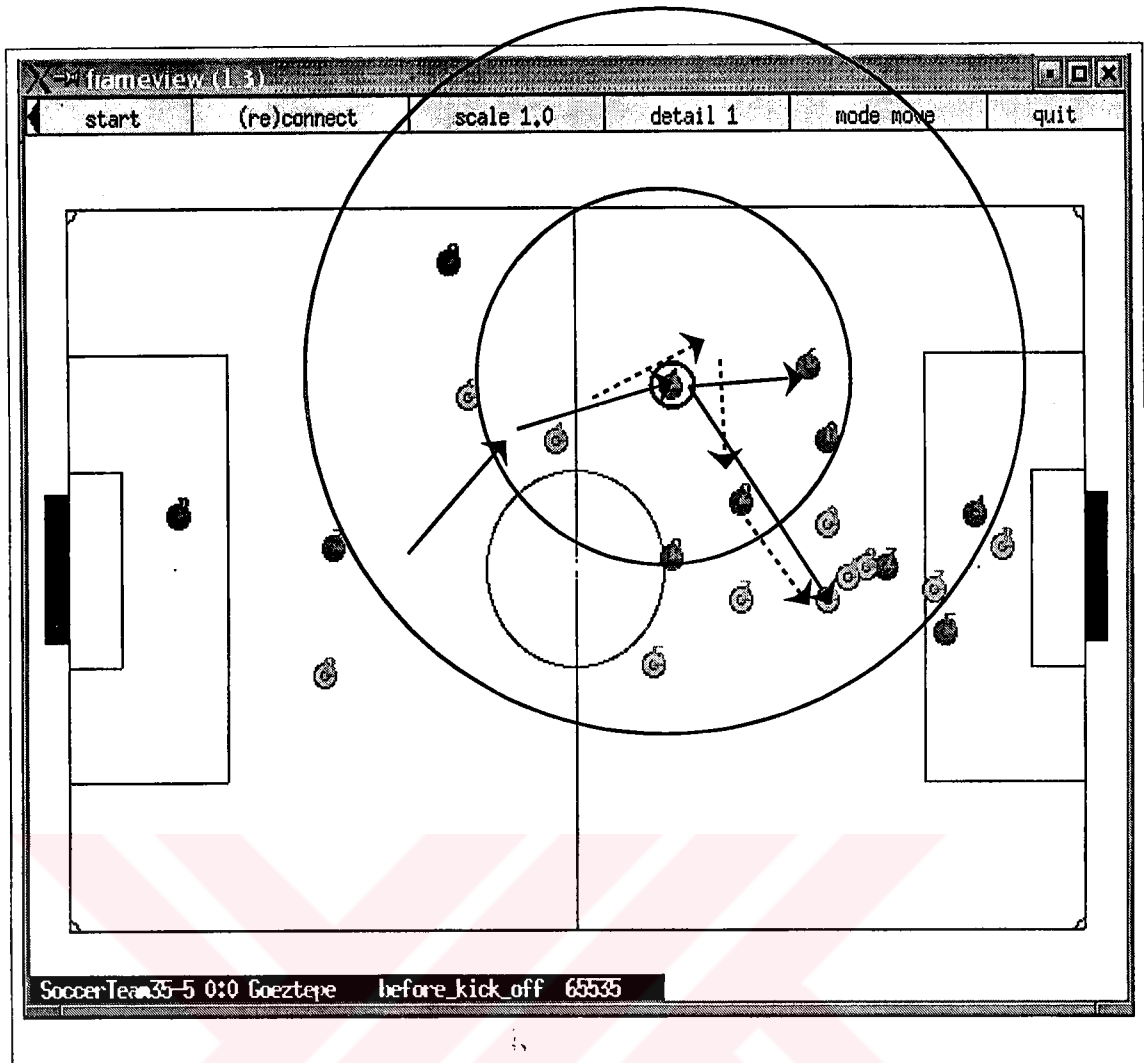 frameview (1.3)
start (re)connect scale 1.0 detail 1 mode move quit
SoccerTeam35-5 0:0 Goeztepe before_kick_off 65535